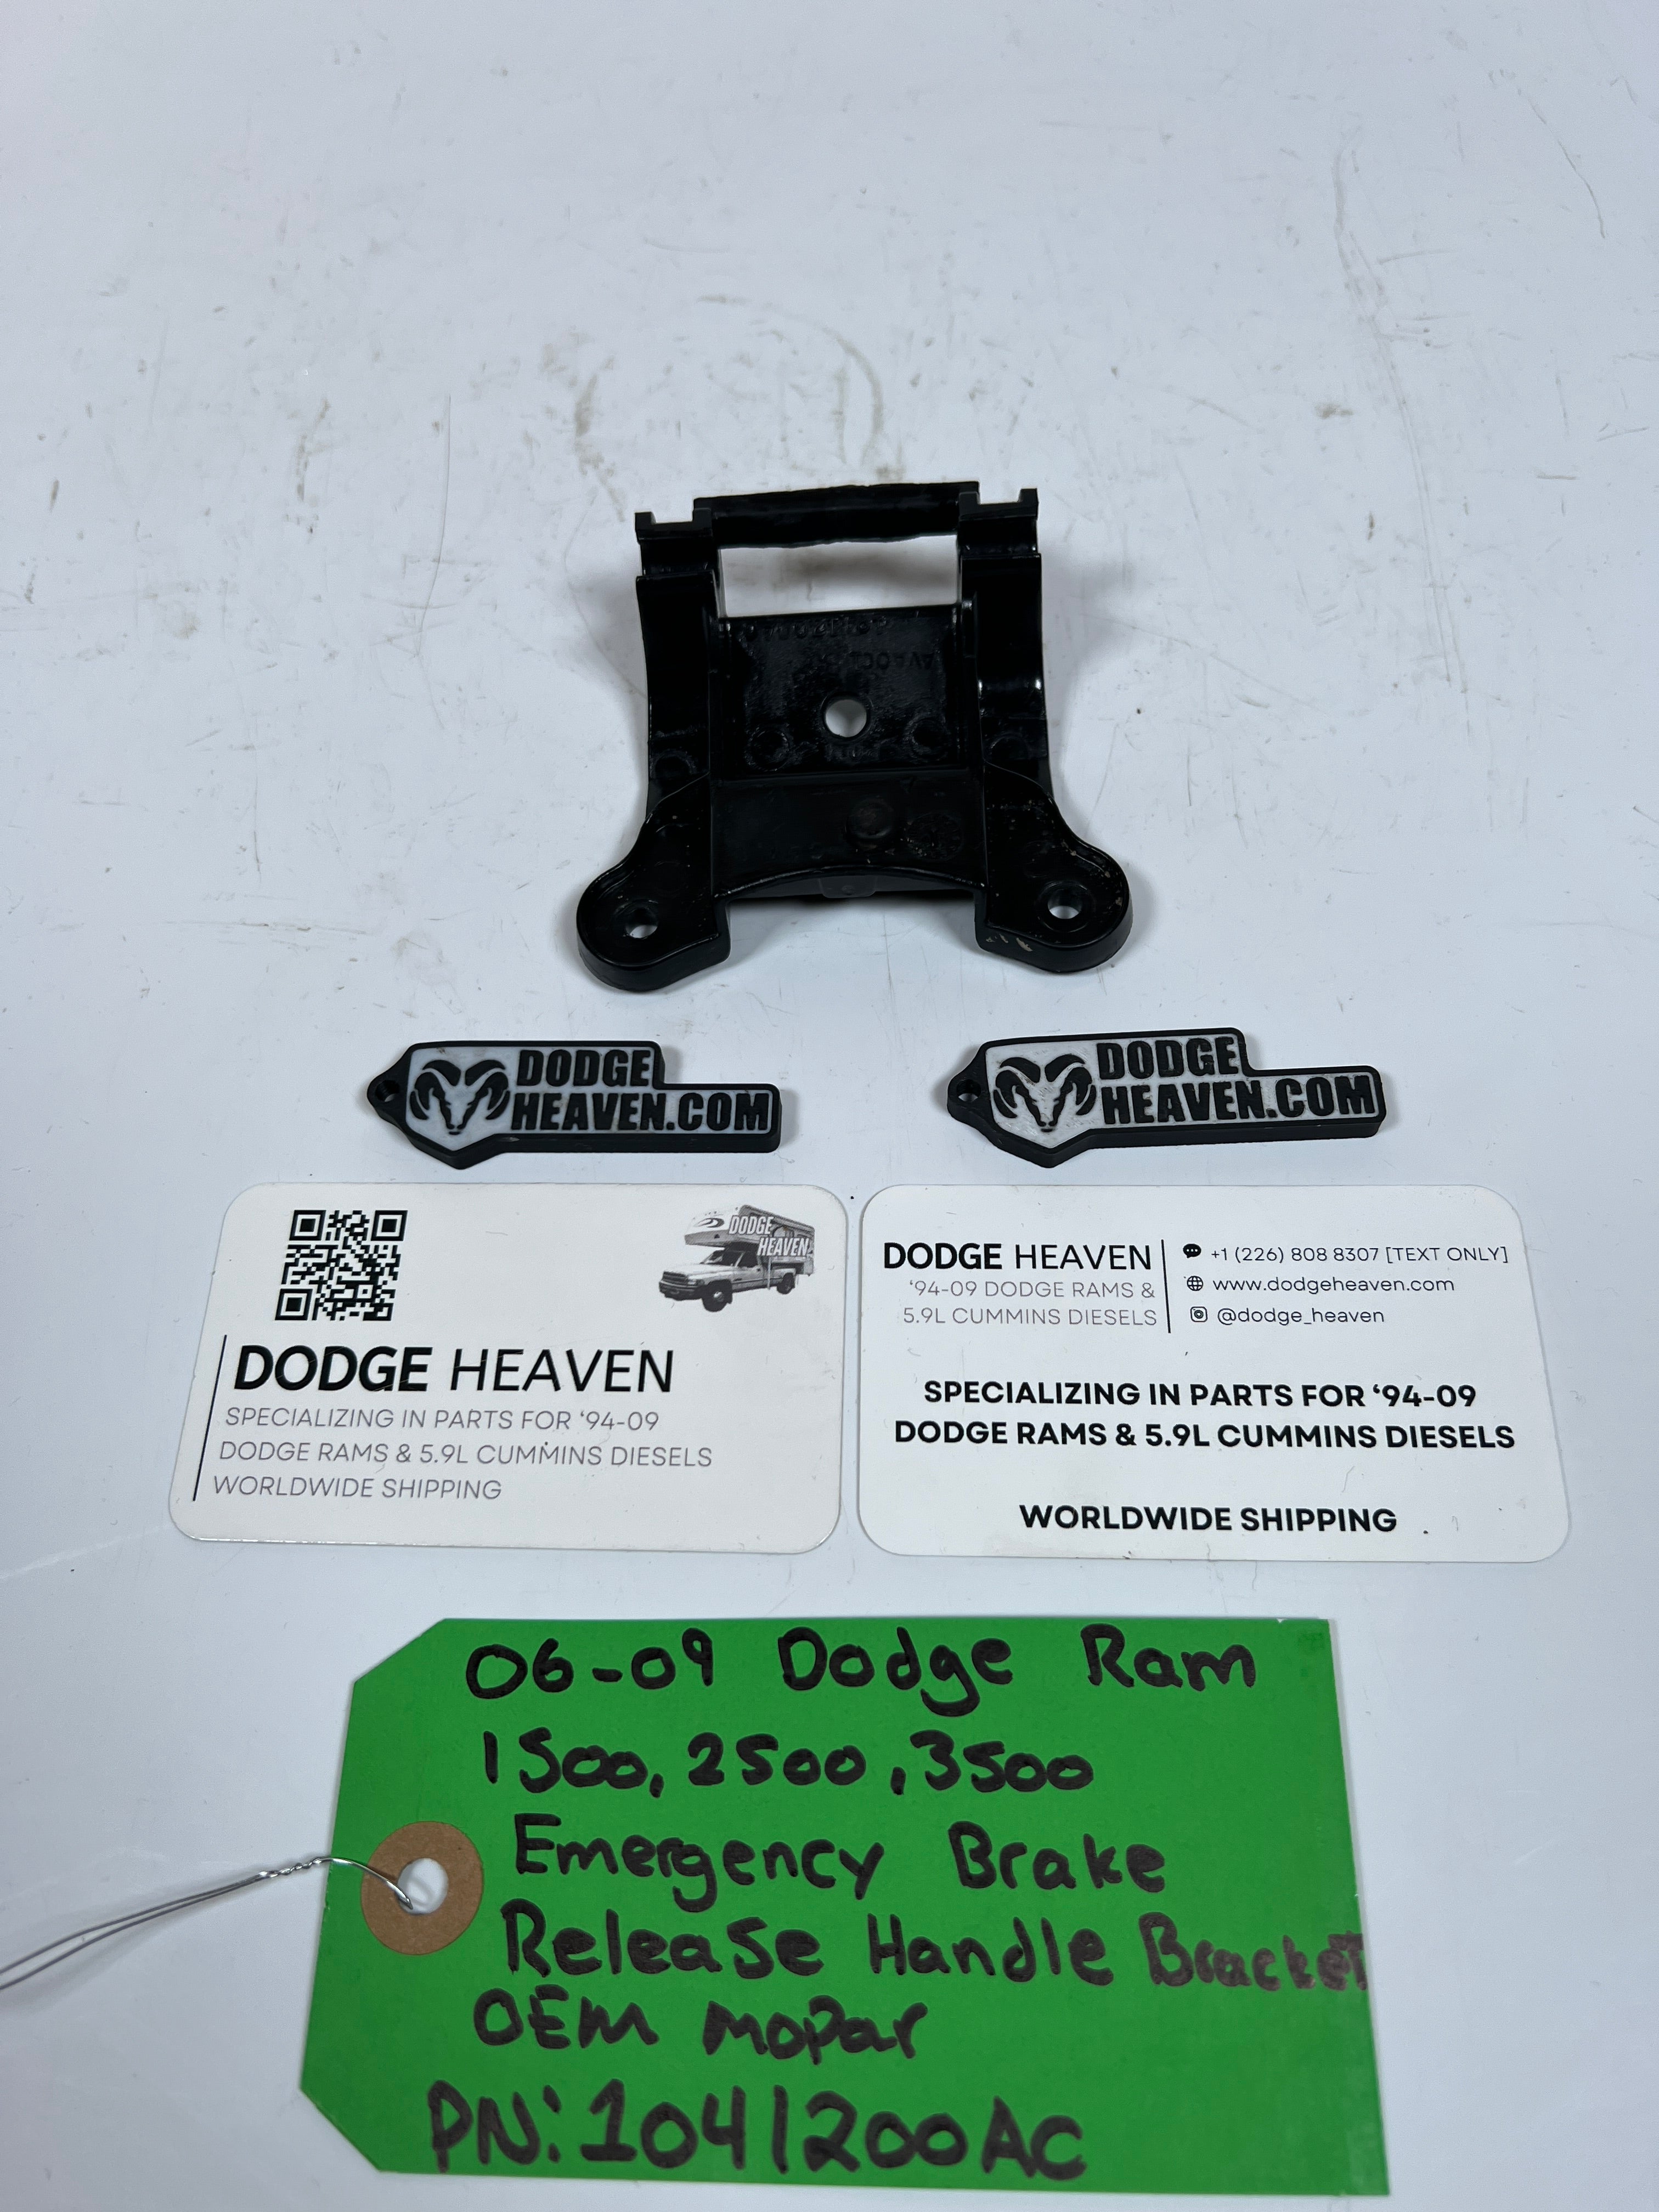 DODGE
HEAVEN.COM
DODGE
HEAVEN.COM
DODGE
HEAVEN
DODGE HEAVEN
SPECIALIZING IN PARTS FOR ‘94-09
DODGE RAMS & 5.9L CUMMINS DIESELS
WORLDWIDE SHIPPING
DODGE HEAVEN
‘94-09 DODGE RAMS &
5.9L CUMMINS DIESELS
+1 (226) 808 8307 [TEXT ONLY]
www.dodgeheaven.com
@dodge_heaven
SPECIALIZING IN PARTS FOR ‘94-09
DODGE RAMS & 5.9L CUMMINS DIESELS
WORLDWIDE SHIPPING
06-09 Dodge Ram
1500, 2500, 3500
Emergency Brake
Release Handle Bracket
OEM Mopar
PN: 1041200AC